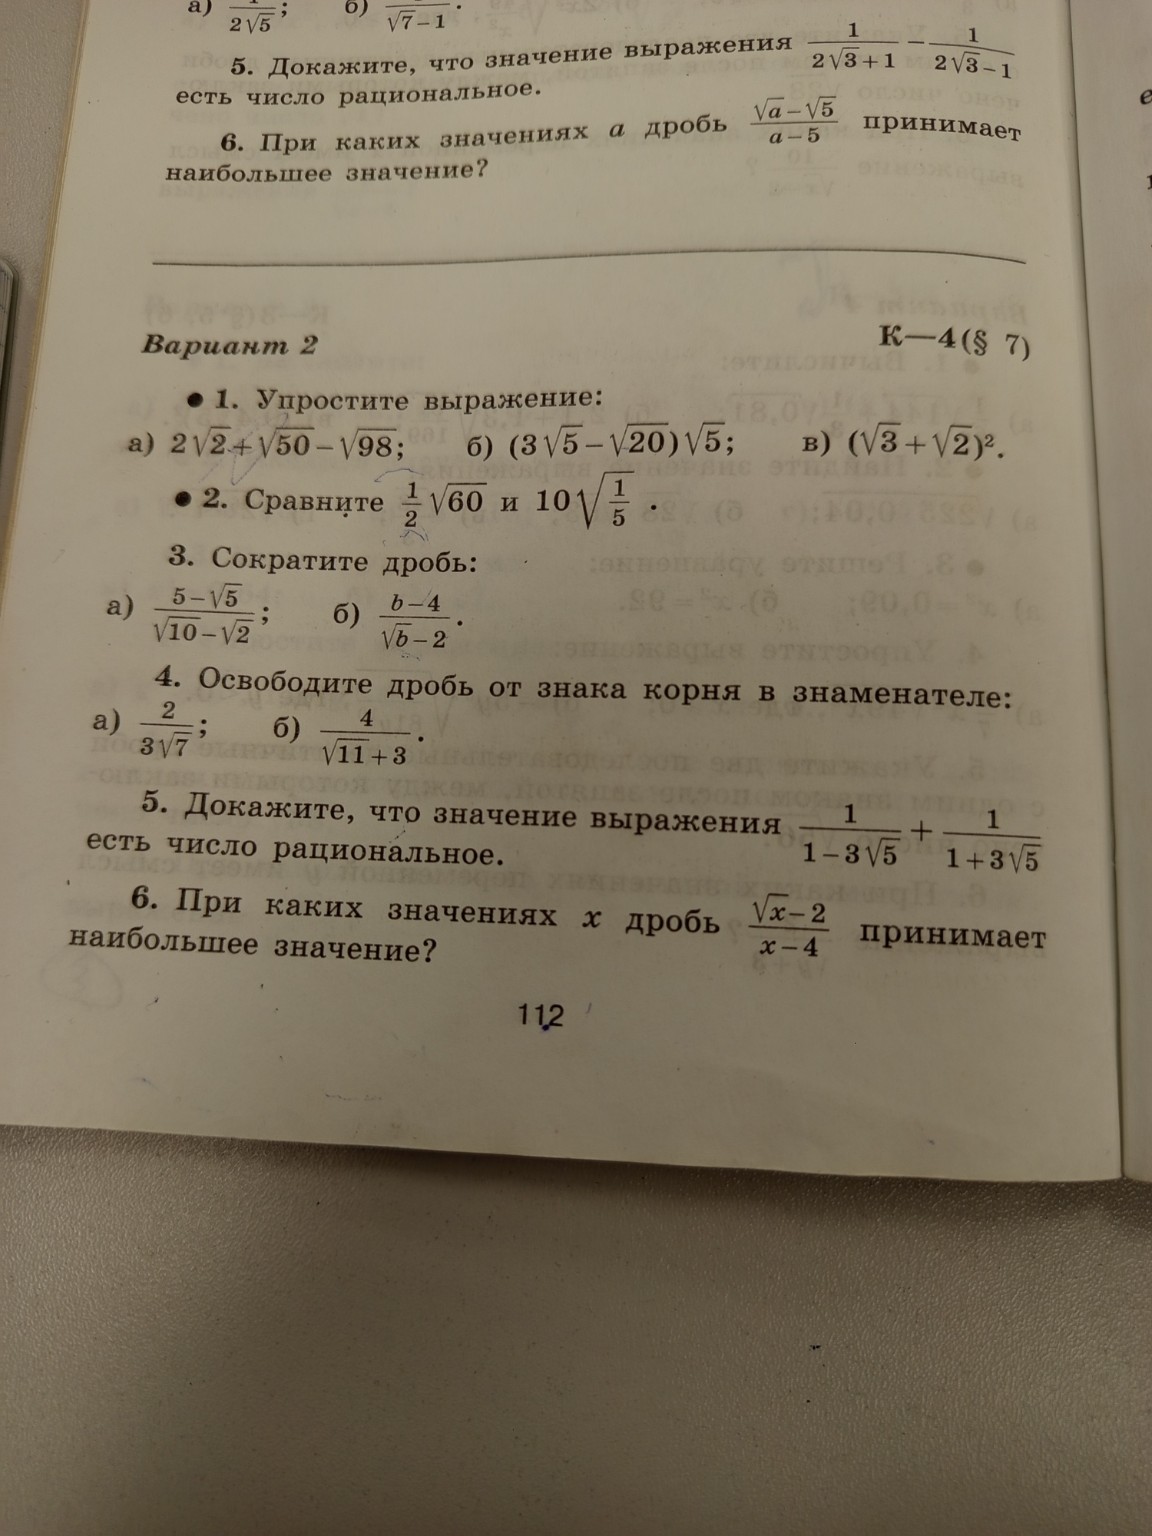 а) 1/(2√5); б) /(√7−1).
5. Докажите, что значение выражения 1/(2√3+1) − 1/(2√3−1)
есть число рациональное.
6. При каких значениях a дробь (√a−√5)/(a−5) принимает
наибольшее значение?
Вариант 2 К—4(§ 7)
● 1. Упростите выражение:
а) 2√2+√50−√98; б) (3√5−√20)√5; в) (√3+√2)².
● 2. Сравните 1/2 √60 и 10√(1/5).
3. Сократите дробь:
а) (5−√5)/(√10−√2); б) (b−4)/(√b−2).
4. Освободите дробь от знака корня в знаменателе:
а) 2/(3√7); б) 4/(√11+3).
5. Докажите, что значение выражения 1/(1−3√5) + 1/(1+3√5)
есть число рациональное.
6. При каких значениях x дробь (√x−2)/(x−4) принимает
наибольшее значение?
112